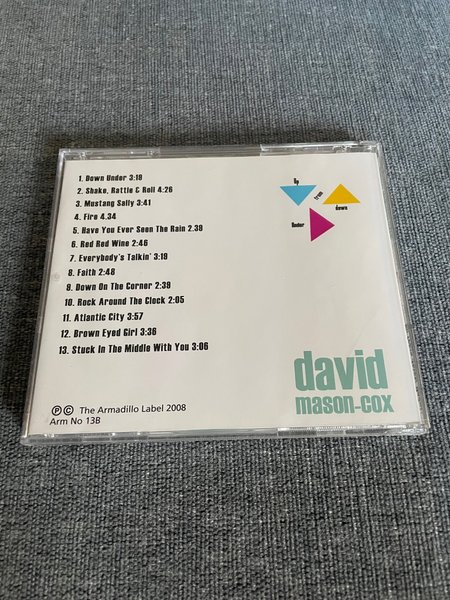 1. Down Under 3:18
2. Shake, Rattle & Roll 4:26
3. Mustang Sally 3:41
4. Fire 4.34
5. Have You Ever Seen The Rain 2.38
6. Red Red Wine 2:46
7. Everybody's Talkin' 3:19
8. Faith 2:48
9. Down On The Corner 2:39
10. Rock Around The Clock 2:05
11. Atlantic City 3:57
12. Brown Eyed Girl 3:36
13. Stuck In The Middle With You 3:06
Up
from
down
Under
david
mason-cox
℗ © The Armadillo Label 2008
Arm No 13B